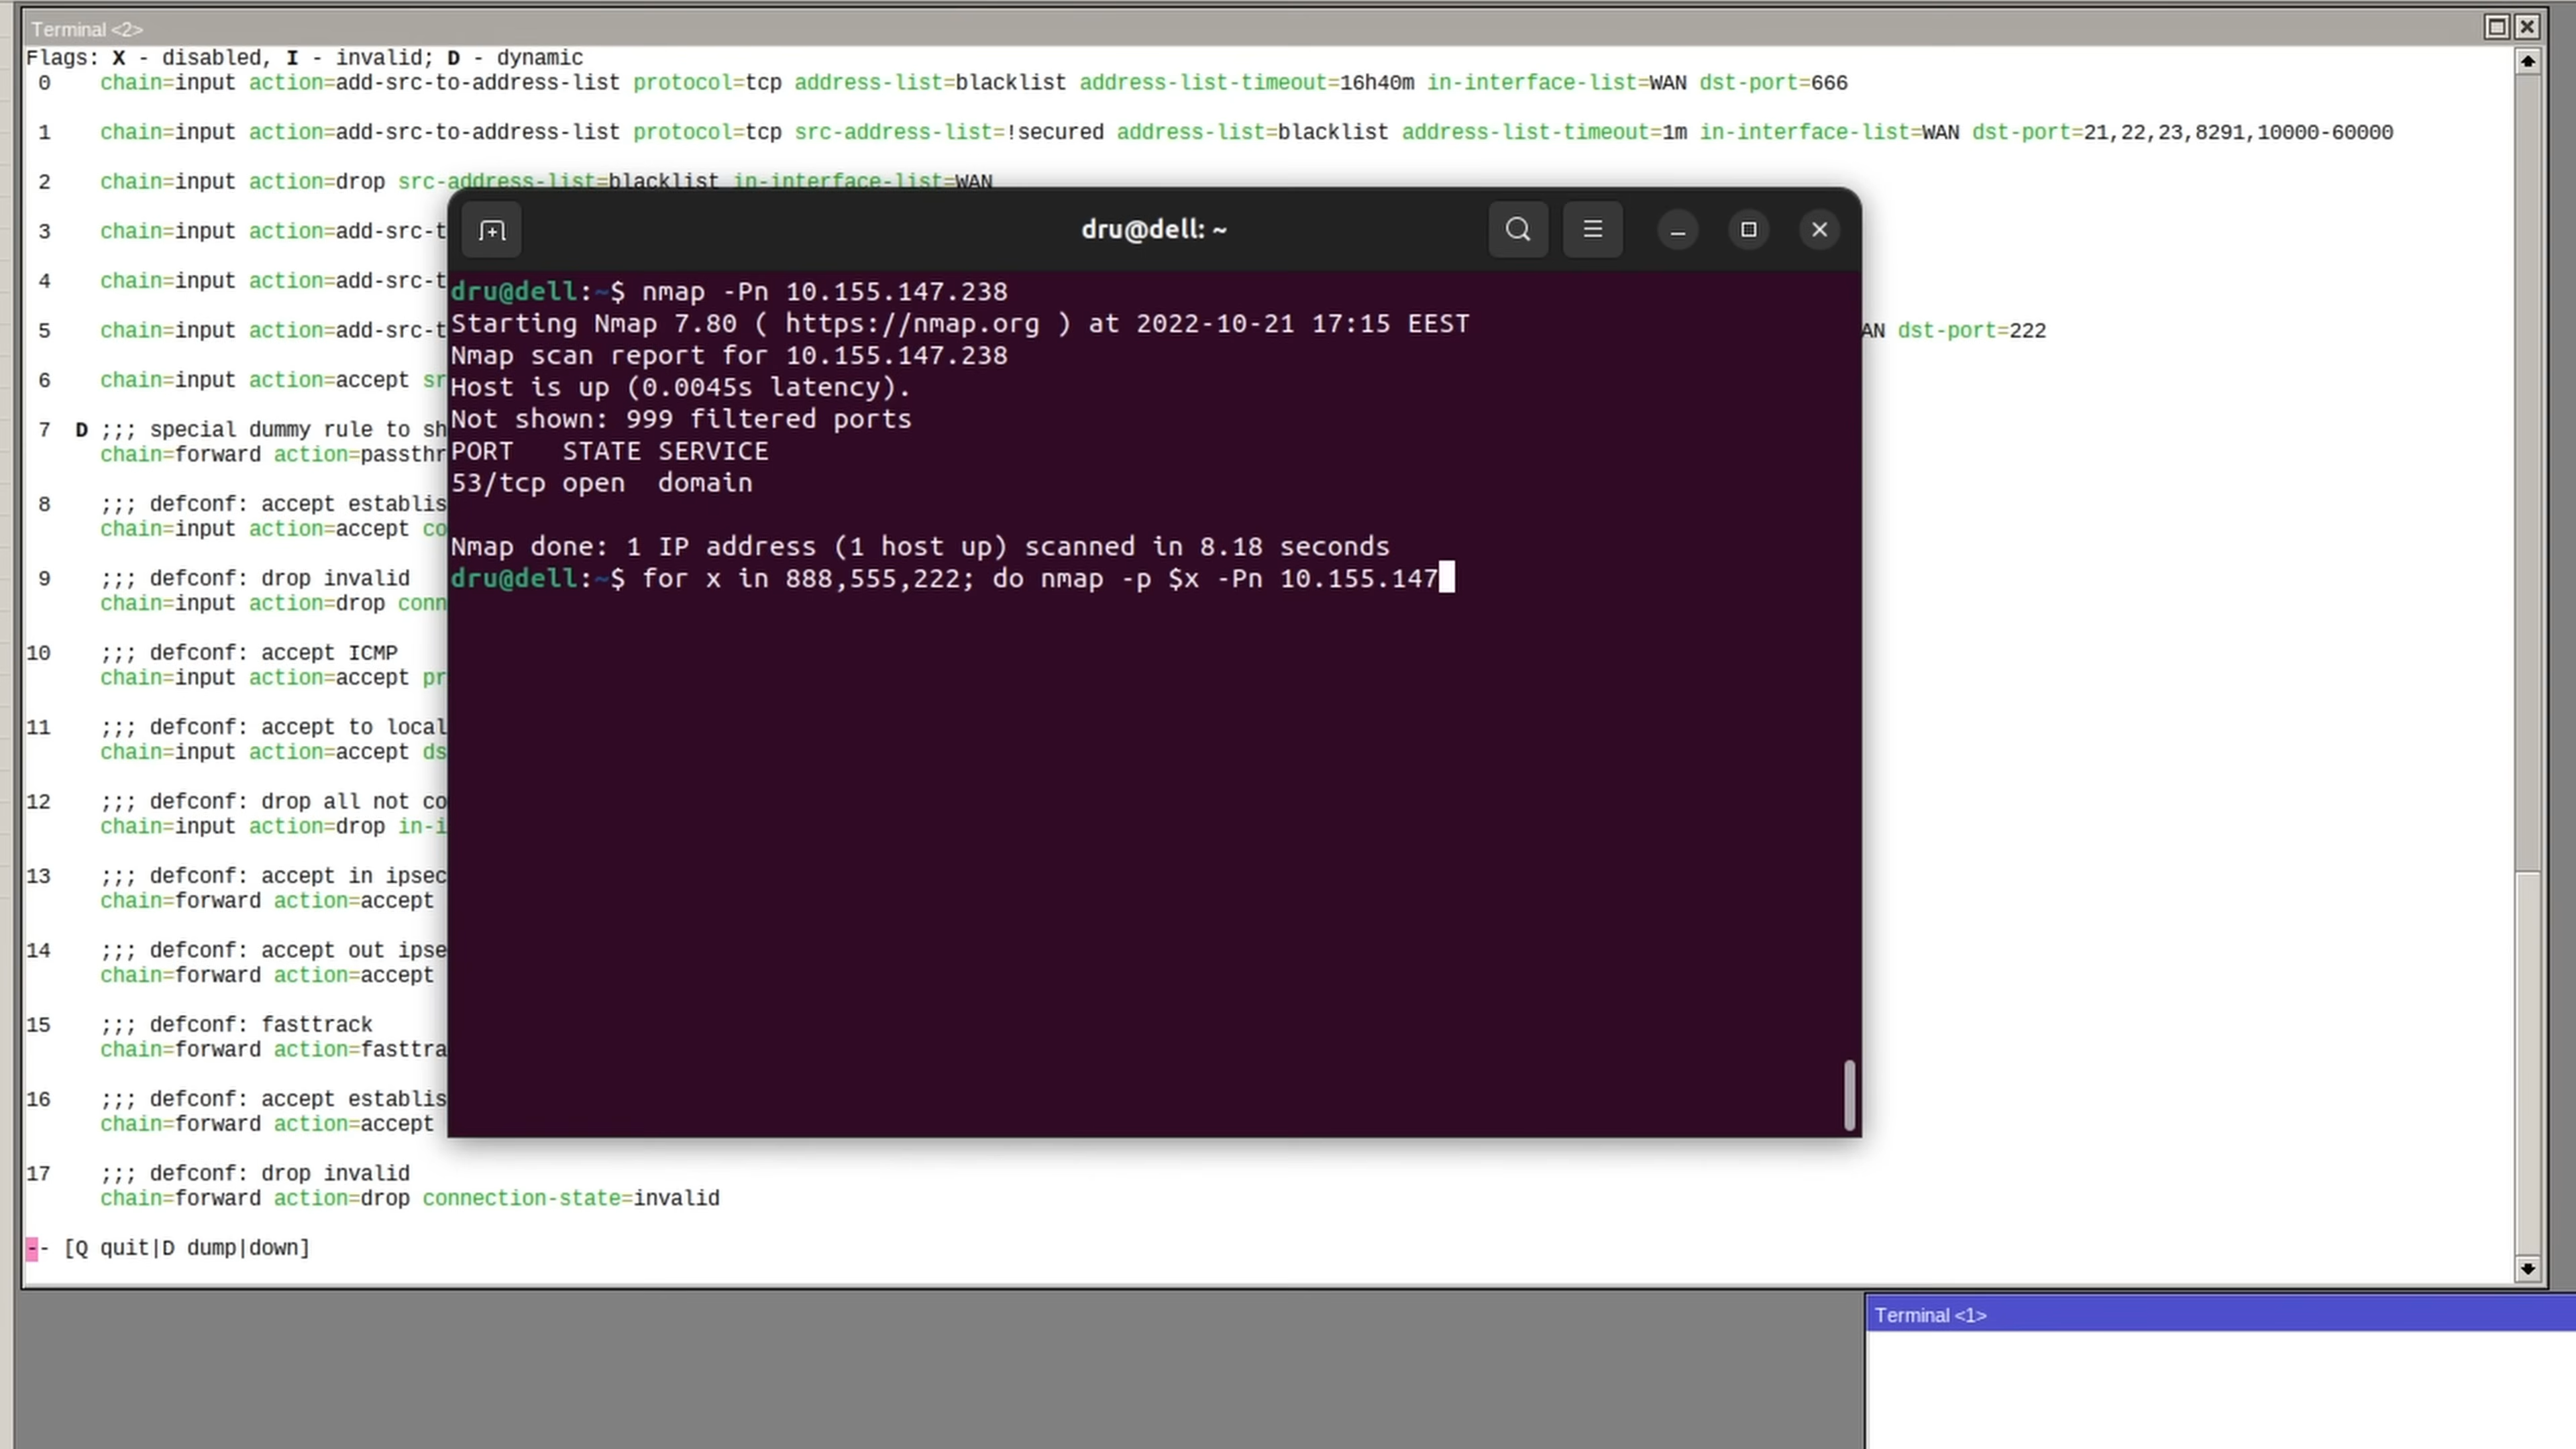 Terminal <2>
Flags: X - disabled, I - invalid; D - dynamic
0 chain=input action=add-src-to-address-list protocol=tcp address-list=blacklist address-list-timeout=16h40m in-interface-list=WAN dst-port=666
1 chain=input action=add-src-to-address-list protocol=tcp src-address-list=!secured address-list=blacklist address-list-timeout=1m in-interface-list=WAN dst-port=21,22,23,8291,10000-60000
2 chain=input action=drop src-address-list=blacklist in-interface-list=WAN
3 chain=input action=add-src-t
4 chain=input action=add-src-t
5 chain=input action=add-src-t AN dst-port=222
6 chain=input action=accept sr
7 D ;;; special dummy rule to sh
chain=forward action=passthr
8 ;;; defconf: accept establis
chain=input action=accept co
9 ;;; defconf: drop invalid
chain=input action=drop conn
10 ;;; defconf: accept ICMP
chain=input action=accept pr
11 ;;; defconf: accept to local
chain=input action=accept ds
12 ;;; defconf: drop all not co
chain=input action=drop in-i
13 ;;; defconf: accept in ipsec
chain=forward action=accept
14 ;;; defconf: accept out ipse
chain=forward action=accept
15 ;;; defconf: fasttrack
chain=forward action=fasttra
16 ;;; defconf: accept establis
chain=forward action=accept
17 ;;; defconf: drop invalid
chain=forward action=drop connection-state=invalid
-- [Q quit|D dump|down]
dru@dell: ~
dru@dell:~$ nmap -Pn 10.155.147.238
Starting Nmap 7.80 ( https://nmap.org ) at 2022-10-21 17:15 EEST
Nmap scan report for 10.155.147.238
Host is up (0.0045s latency).
Not shown: 999 filtered ports
PORT STATE SERVICE
53/tcp open domain
Nmap done: 1 IP address (1 host up) scanned in 8.18 seconds
dru@dell:~$ for x in 888,555,222; do nmap -p $x -Pn 10.155.147
Terminal <1>